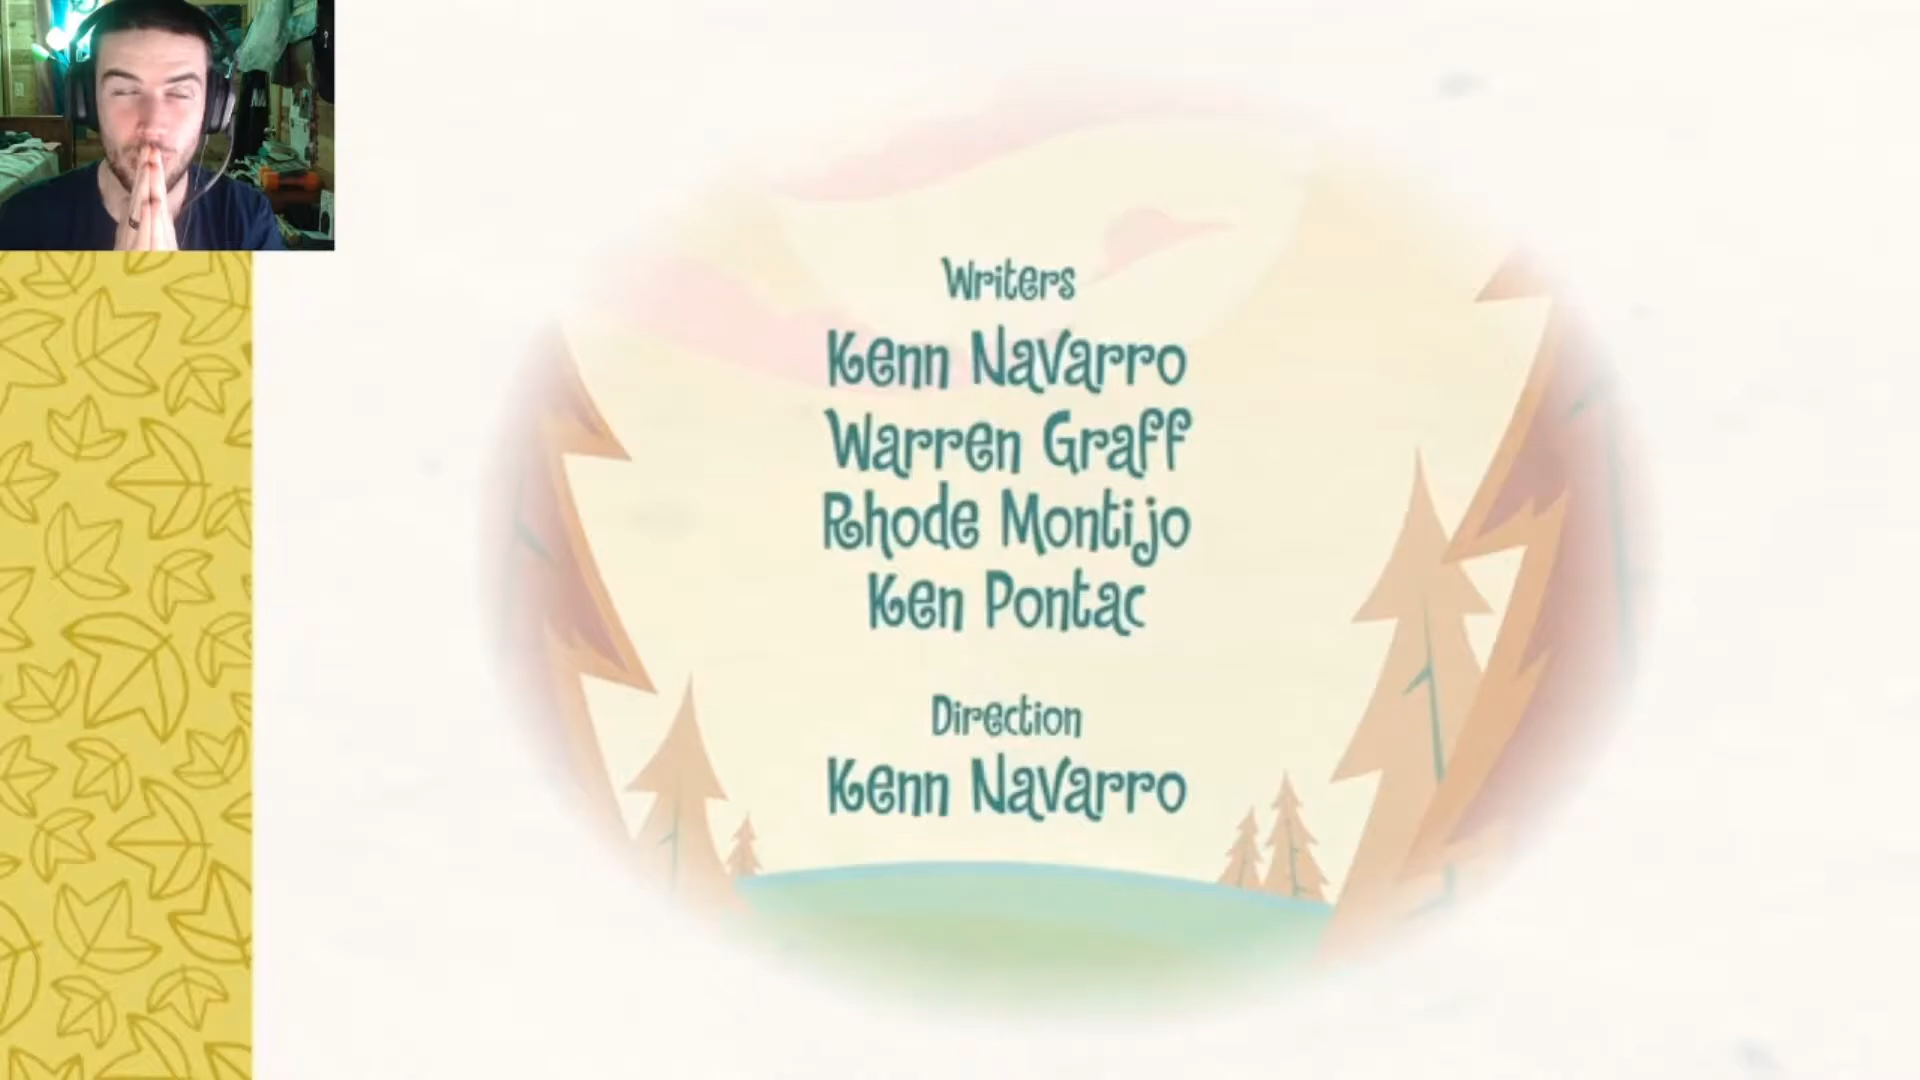 Writers
Kenn Navarro
Warren Graff
Rhode Montijo
Ken Pontac
Direction
Kenn Navarro